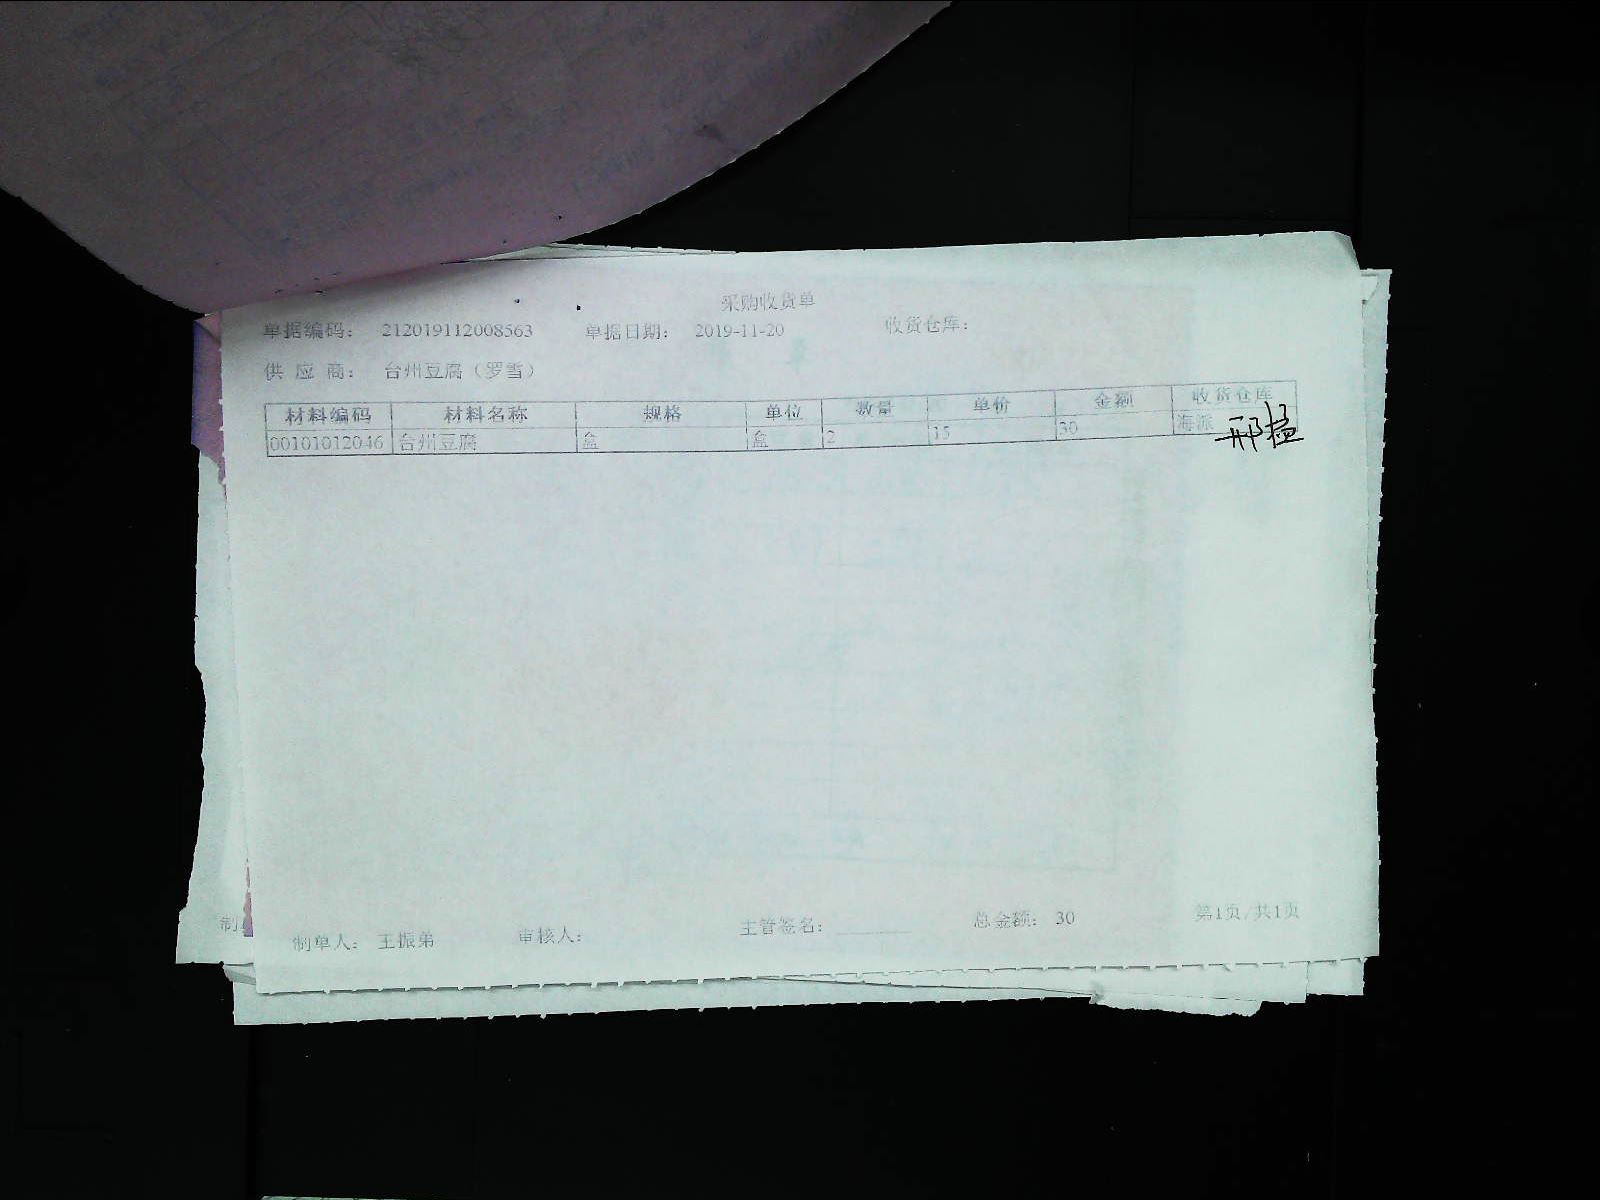 采购收货单
单据编码： 212019112008563 单据日期： 2019-11-20 收货仓库：
供 应 商： 台州豆腐（罗雪）
材料编码 材料名称 规格 单位 数量 单价 金额 收货仓库
00101012046 台州豆腐 盒 盒 2 15 30 海派
制单人： 王振弟 审核人： 主管签名： 总金额： 30 第1页/共1页
制单